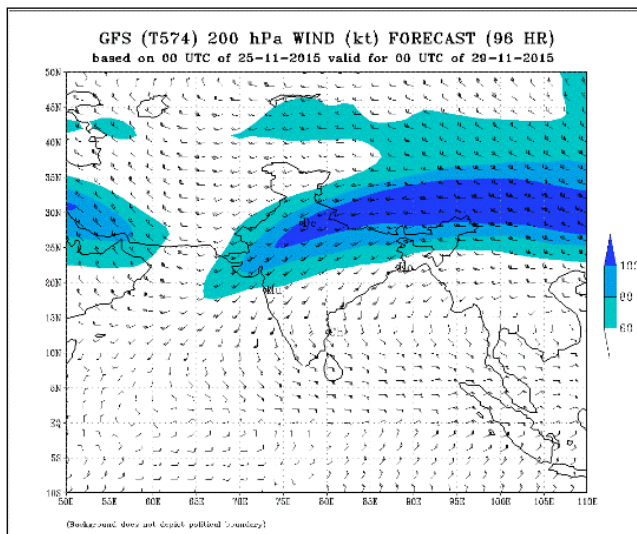 GFS (T574) 200 hPa WIND (kt) FORECAST (96 HR)
based on 00 UTC of 25-11-2015 valid for 00 UTC of 29-11-2015
50N
45N
40N
35N
30N
25N
20N
15N
10N
5N
5S
10S
De
Mu
60
50E
55E
60E
65E
70E
75E
80E
85E
90E
95E
100E
105E
110E
(Background does not depict political boundary)